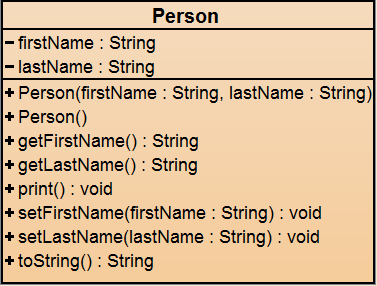 Person
− firstName : String
− lastName : String
+ Person(firstName : String, lastName : String)
+ Person()
+ getFirstName() : String
+ getLastName() : String
+ print() : void
+ setFirstName(firstName : String) : void
+ setLastName(lastName : String) : void
+ toString() : String